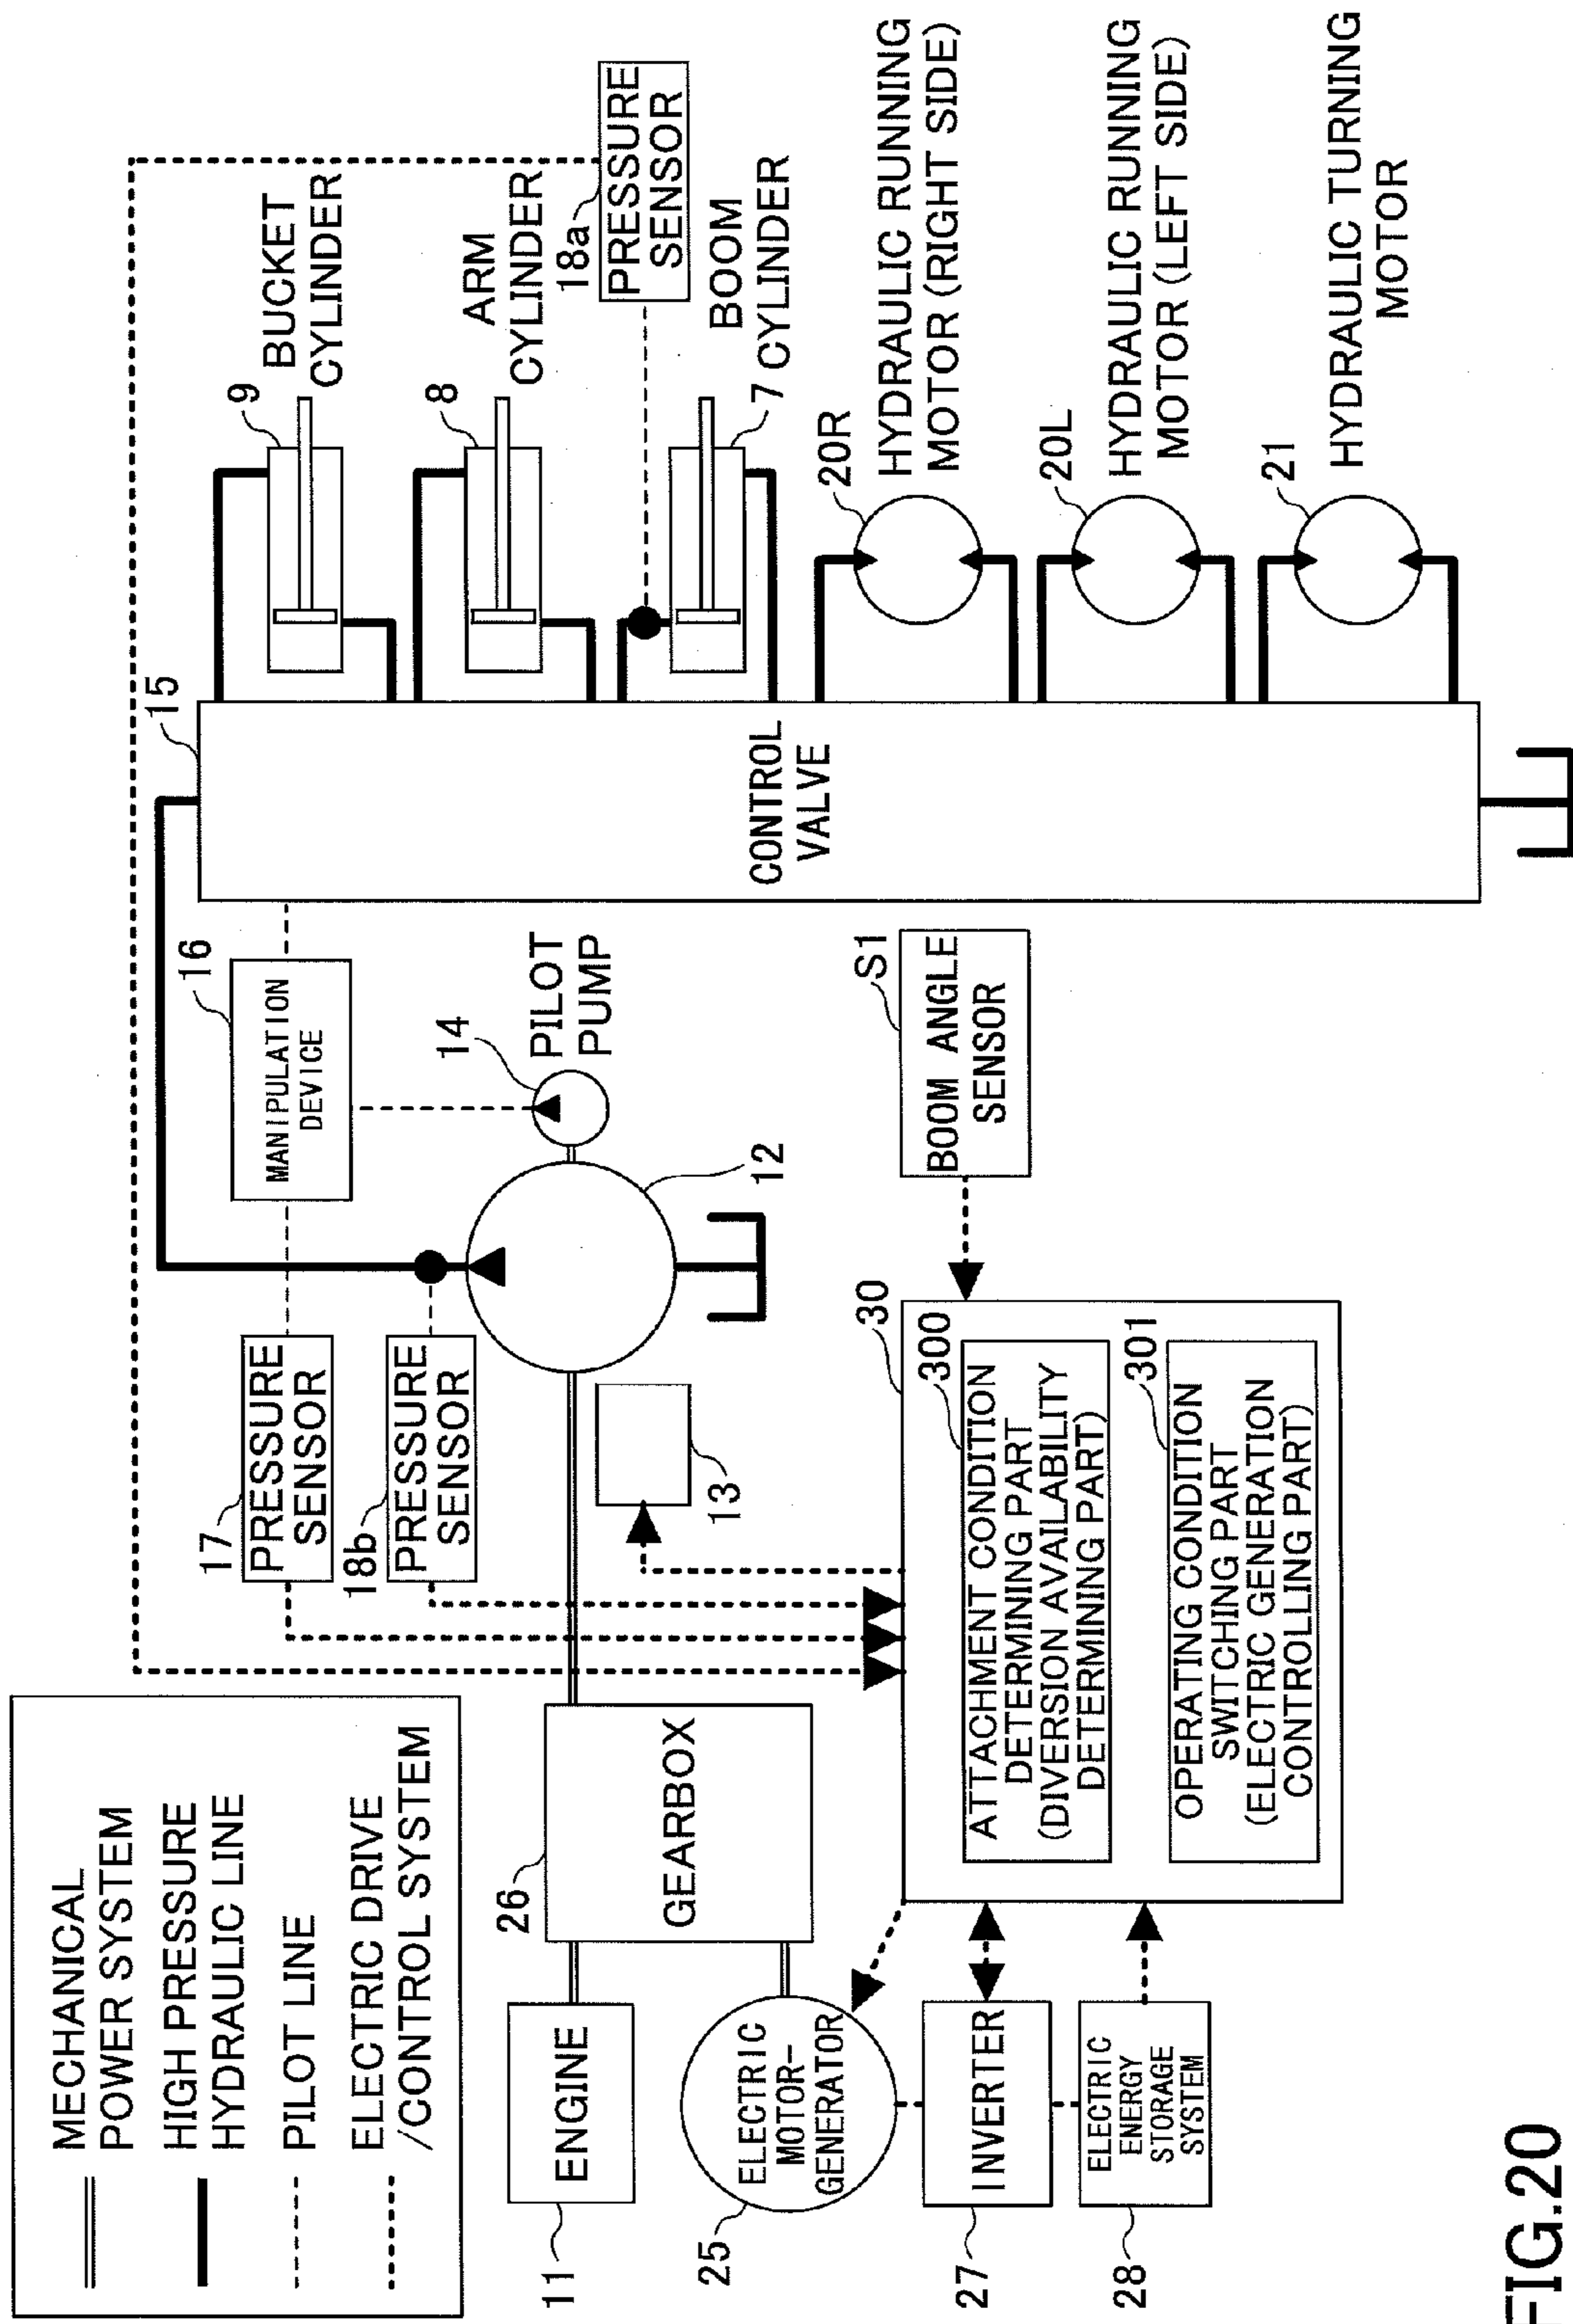 MECHANICAL
POWER SYSTEM
HIGH PRESSURE
HYDRAULIC LINE
PILOT LINE
ELECTRIC DRIVE
/CONTROL SYSTEM
11
ENGINE
26
GEARBOX
25
ELECTRIC
MOTOR-
GENERATOR
27
INVERTER
28
ELECTRIC
ENERGY
STORAGE
SYSTEM
17
PRESSURE
SENSOR
18b
PRESSURE
SENSOR
13
16
MANIPULATION
DEVICE
14
PILOT
PUMP
12
30
300
ATTACHMENT CONDITION
DETERMINING PART
(DIVERSION AVAILABILITY
DETERMINING PART)
301
OPERATING CONDITION
SWITCHING PART
(ELECTRIC GENERATION
CONTROLLING PART)
S1
BOOM ANGLE
SENSOR
15
CONTROL
VALVE
9
BUCKET
CYLINDER
8
ARM
CYLINDER
18a
PRESSURE
SENSOR
7
BOOM
CYLINDER
20R
HYDRAULIC RUNNING
MOTOR (RIGHT SIDE)
20L
HYDRAULIC RUNNING
MOTOR (LEFT SIDE)
21
HYDRAULIC TURNING
MOTOR
FIG.20